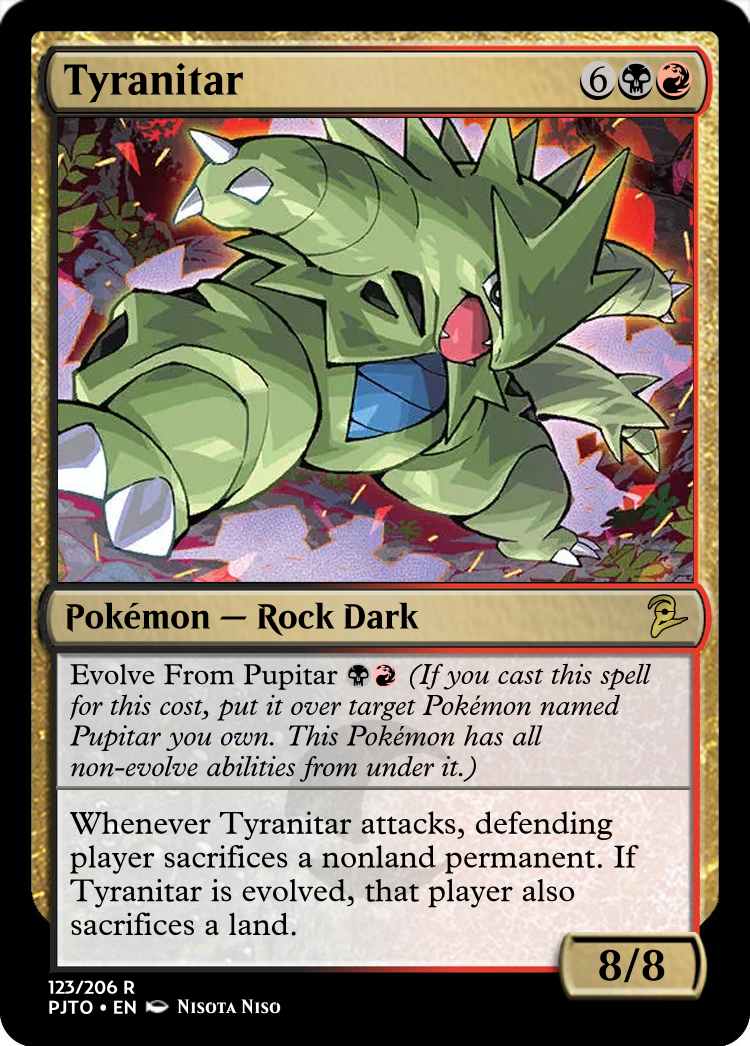 Tyranitar 6
Pokémon — Rock Dark
Evolve From Pupitar (If you cast this spell
for this cost, put it over target Pokémon named
Pupitar you own. This Pokémon has all
non-evolve abilities from under it.)
Whenever Tyranitar attacks, defending
player sacrifices a nonland permanent. If
Tyranitar is evolved, that player also
sacrifices a land.
8/8
123/206 R
PJTO • EN Nisota Niso